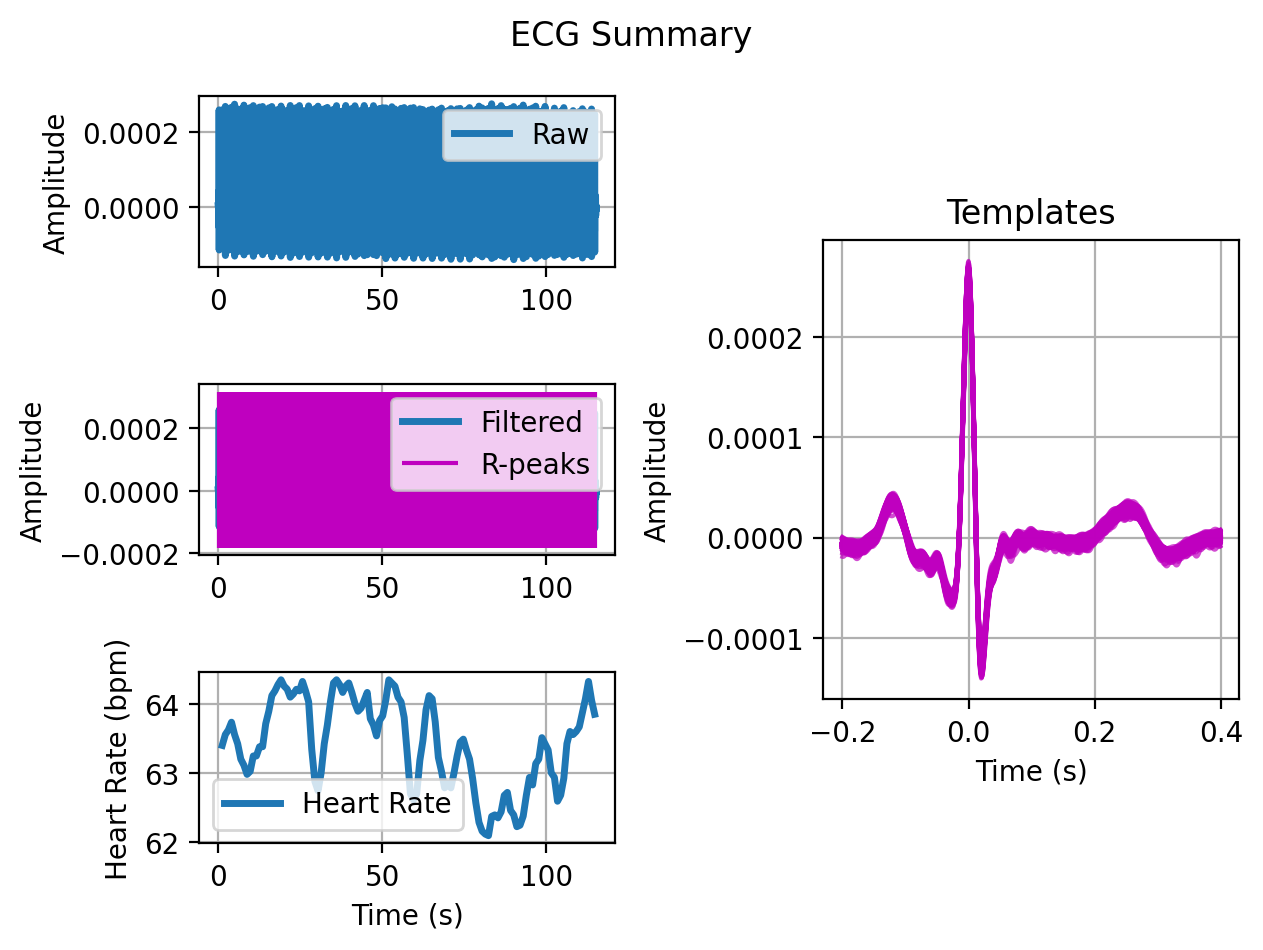 ECG Summary
Amplitude
0.0002
0.0000
Raw
0
50
100
Amplitude
0.0002
0.0000
−0.0002
Filtered
R-peaks
0
50
100
Heart Rate (bpm)
64
63
62
Heart Rate
0
50
100
Time (s)
Templates
Amplitude
0.0002
0.0001
0.0000
−0.0001
−0.2
0.0
0.2
0.4
Time (s)